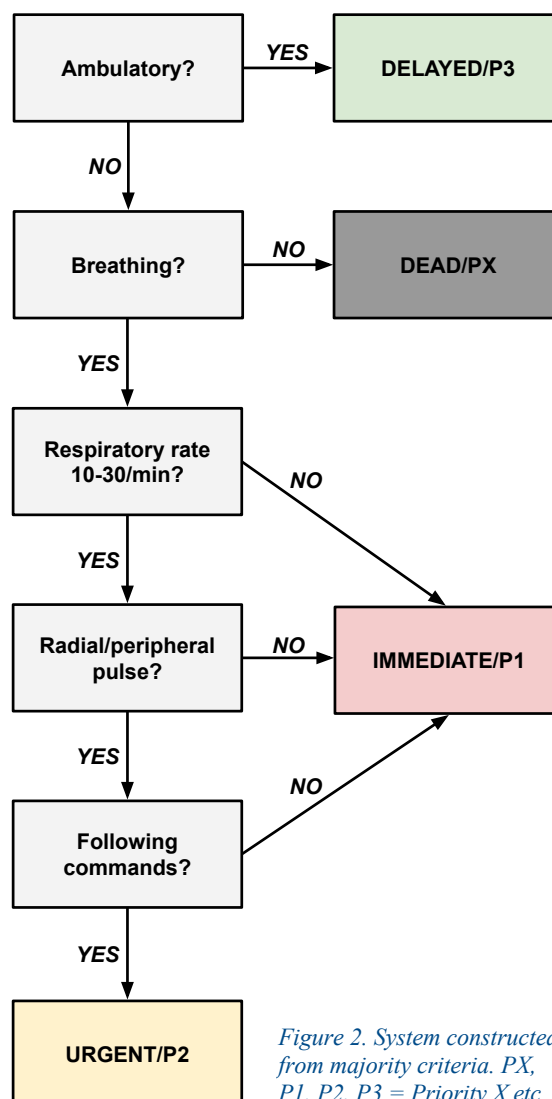 Ambulatory?
YES
DELAYED/P3
NO
Breathing?
NO
DEAD/PX
YES
Respiratory rate
10-30/min?
NO
YES
Radial/peripheral
pulse?
NO
IMMEDIATE/P1
YES
NO
Following
commands?
YES
URGENT/P2
Figure 2. System constructed
from majority criteria. PX,
P1, P2, P3 = Priority X etc